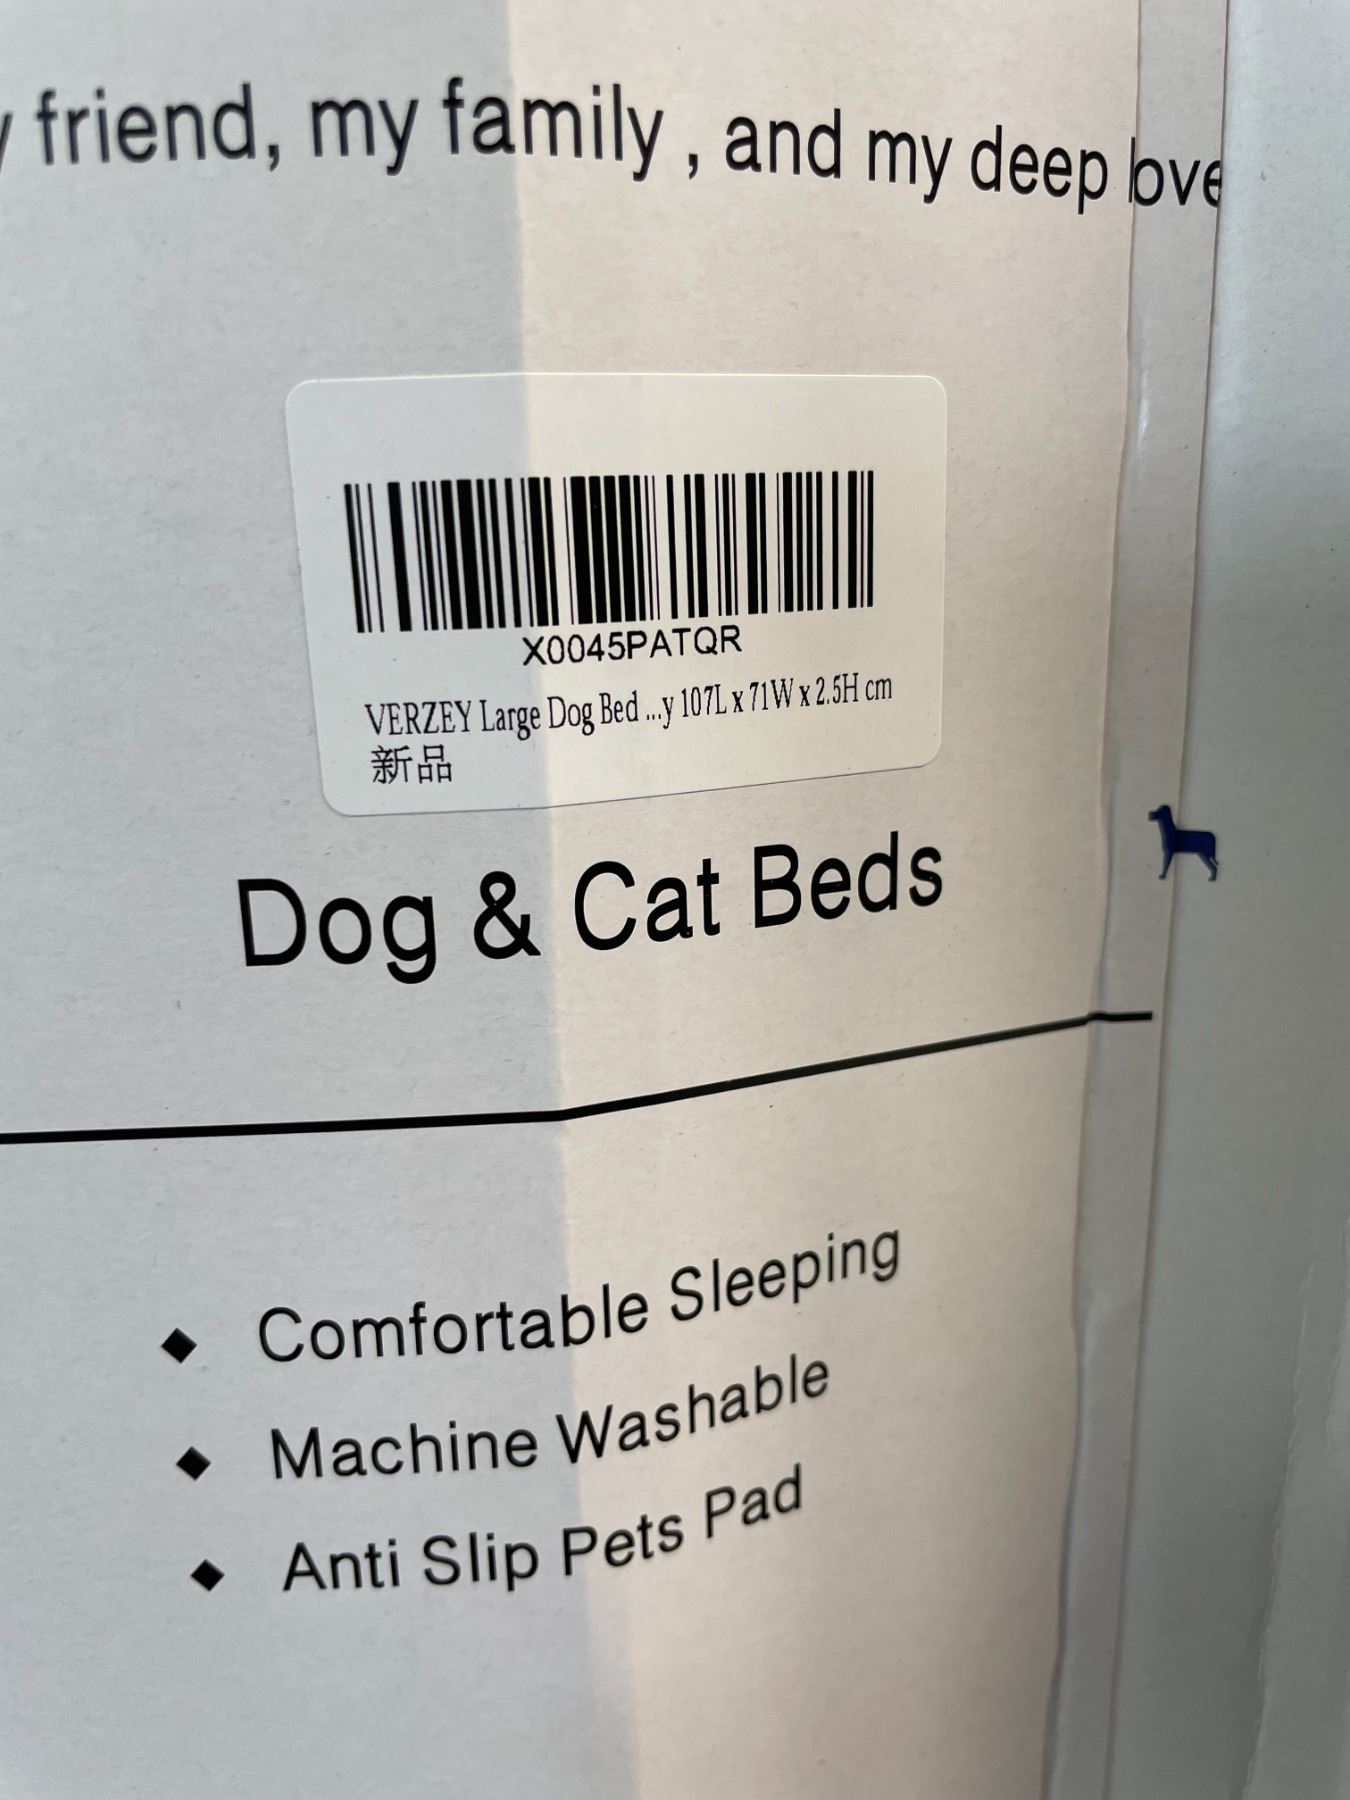 friend, my family , and my deep love
X0045PATQR
VERZEY Large Dog Bed ...y 107L x 71W x 2.5H cm
新品
Dog & Cat Beds
◆ Comfortable Sleeping
◆ Machine Washable
◆ Anti Slip Pets Pad